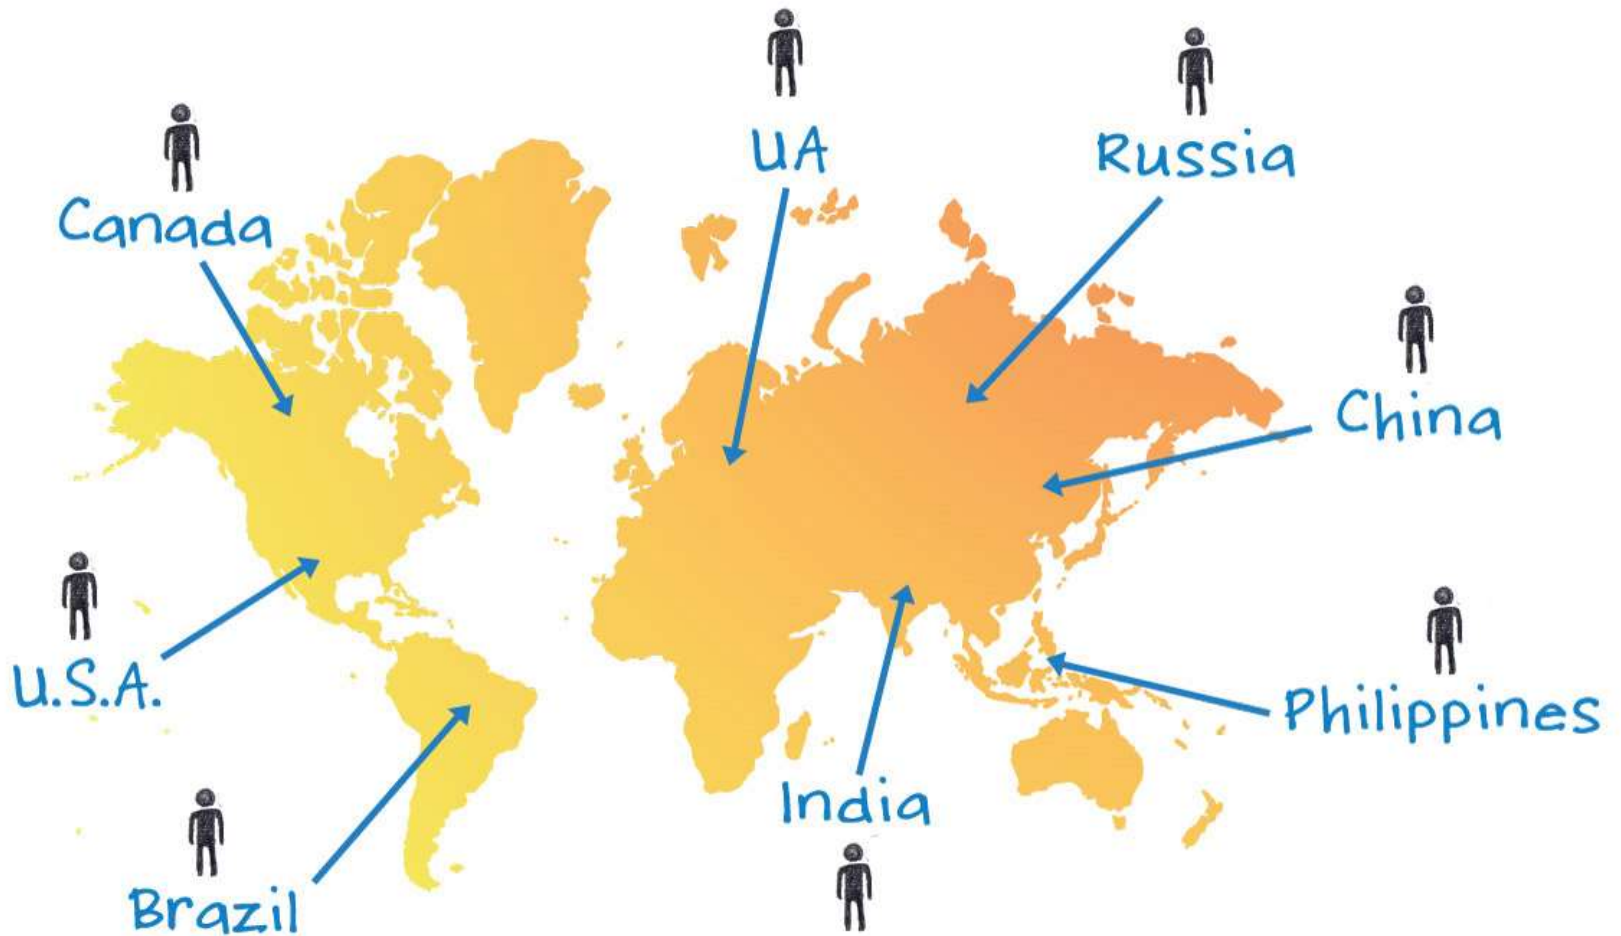 UA
Russia
Canada
China
U.S.A.
Philippines
India
Brazil